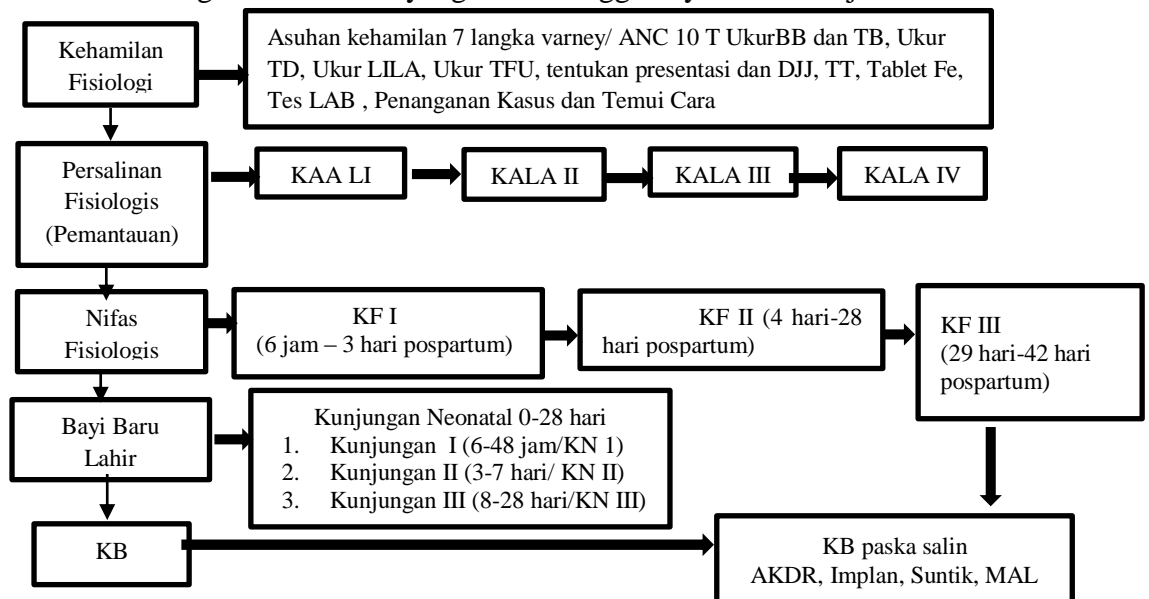 Kehamilan
Fisiologi
Asuhan kehamilan 7 langka varney/ ANC 10 T UkurBB dan TB, Ukur
TD, Ukur LILA, Ukur TFU, tentukan presentasi dan DJJ, TT, Tablet Fe,
Tes LAB , Penanganan Kasus dan Temui Cara
Persalinan
Fisiologis
(Pemantauan)
KAA LI
KALA II
KALA III
KALA IV
Nifas
Fisiologis
KF I
(6 jam – 3 hari pospartum)
KF II (4 hari-28
hari pospartum)
KF III
(29 hari-42 hari
pospartum)
Bayi Baru
Lahir
Kunjungan Neonatal 0-28 hari
1. Kunjungan I (6-48 jam/KN 1)
2. Kunjungan II (3-7 hari/ KN II)
3. Kunjungan III (8-28 hari/KN III)
KB
KB paska salin
AKDR, Implan, Suntik, MAL